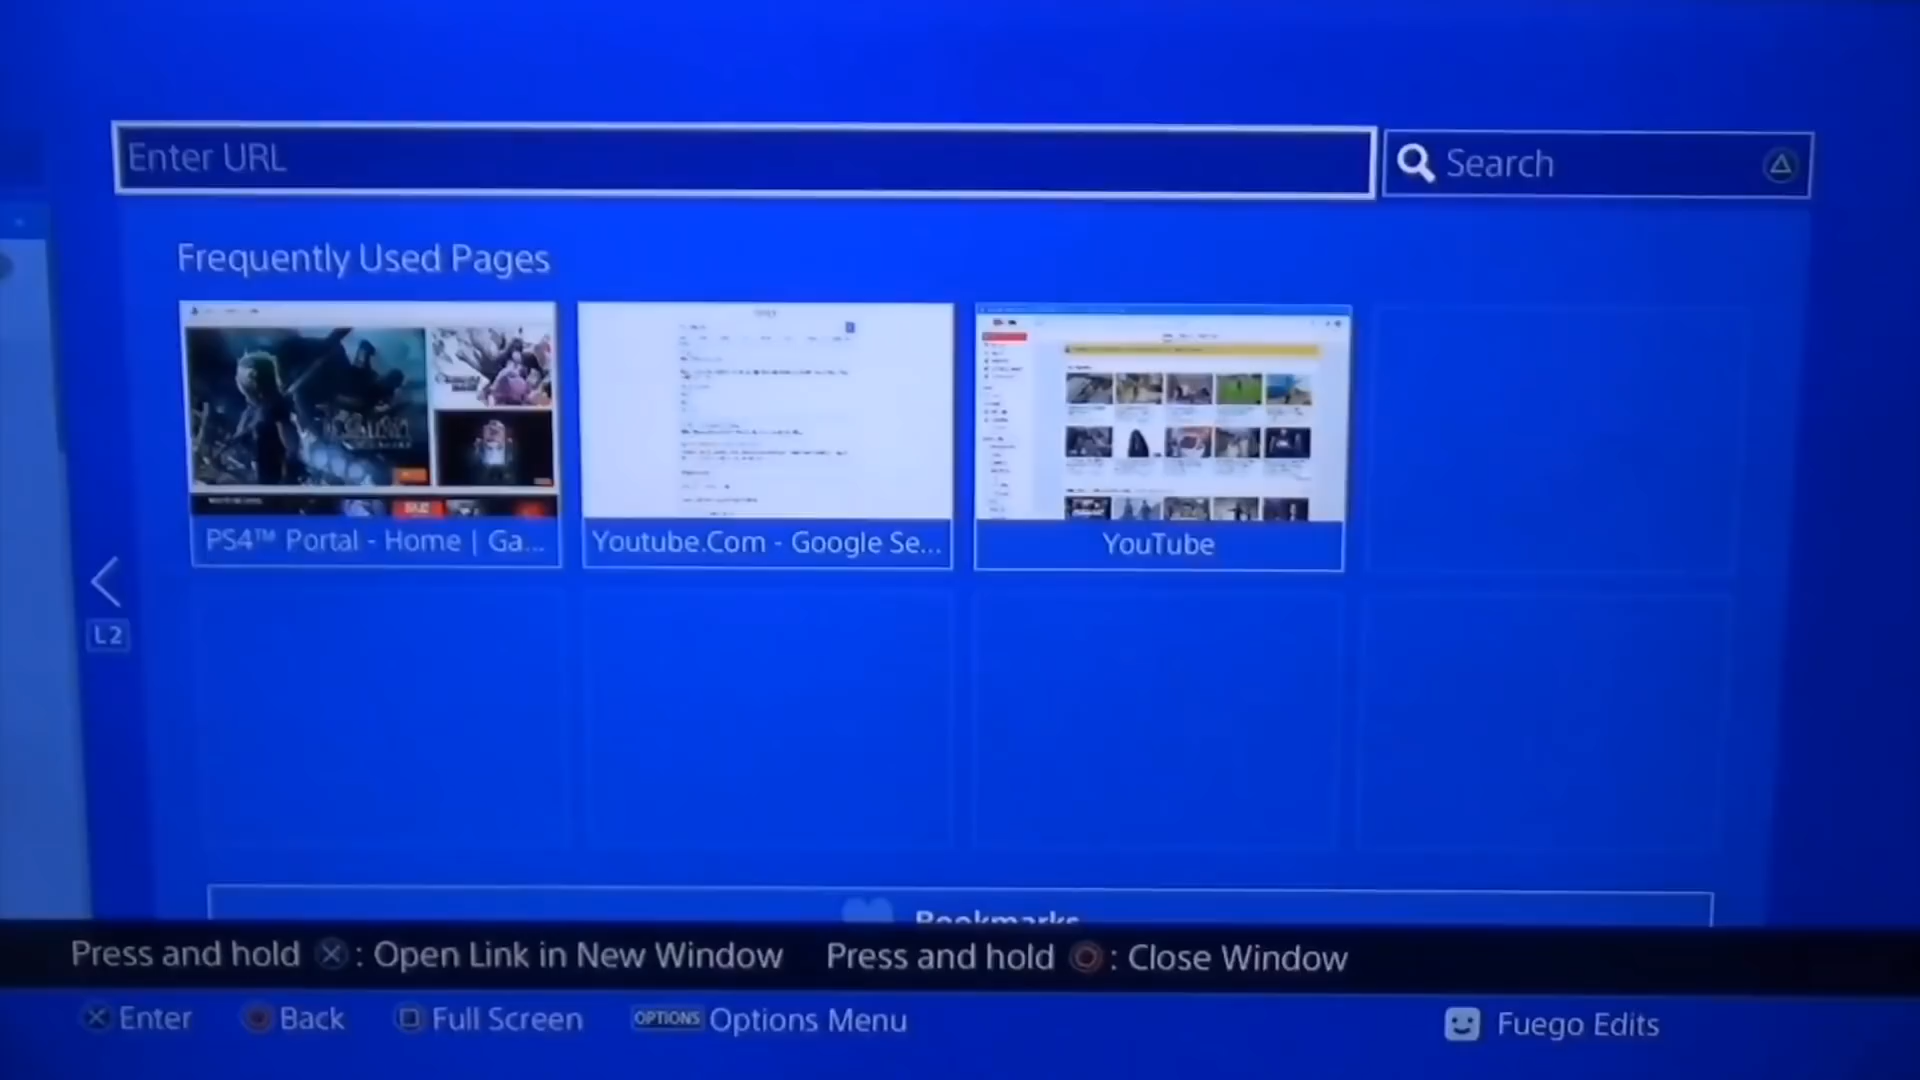 Enter URL
Search
Frequently Used Pages
PS4™ Portal - Home | Ga...
Youtube.Com - Google Se...
YouTube
L2
Bookmarks
Press and hold : Open Link in New Window Press and hold : Close Window
Enter Back Full Screen OPTIONS Options Menu
Fuego Edits